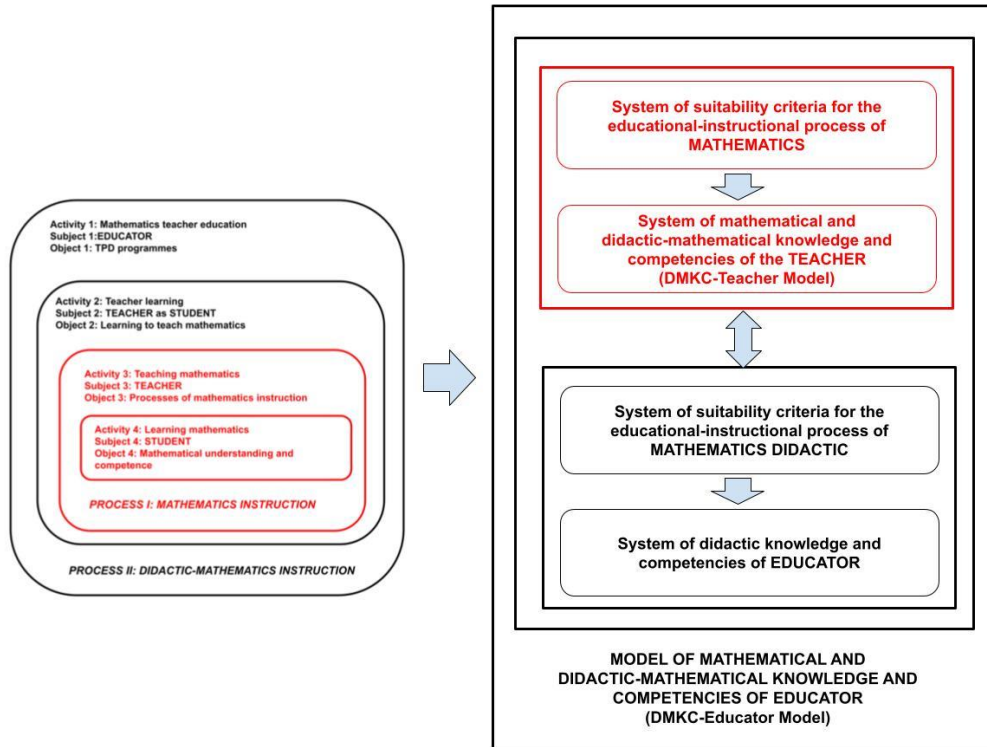 Activity 1: Mathematics teacher education
Subject 1:EDUCATOR
Object 1: TPD programmes
Activity 2: Teacher learning
Subject 2: TEACHER as STUDENT
Object 2: Learning to teach mathematics
Activity 3: Teaching mathematics
Subject 3: TEACHER
Object 3: Processes of mathematics instruction
Activity 4: Learning mathematics
Subject 4: STUDENT
Object 4: Mathematical understanding and
competence
PROCESS I: MATHEMATICS INSTRUCTION
PROCESS II: DIDACTIC-MATHEMATICS INSTRUCTION
System of suitability criteria for the
educational-instructional process of
MATHEMATICS
System of mathematical and
didactic-mathematical knowledge and
competencies of the TEACHER
(DMKC-Teacher Model)
System of suitability criteria for the
educational-instructional process of
MATHEMATICS DIDACTIC
System of didactic knowledge and
competencies of EDUCATOR
MODEL OF MATHEMATICAL AND
DIDACTIC-MATHEMATICAL KNOWLEDGE AND
COMPETENCIES OF EDUCATOR
(DMKC-Educator Model)